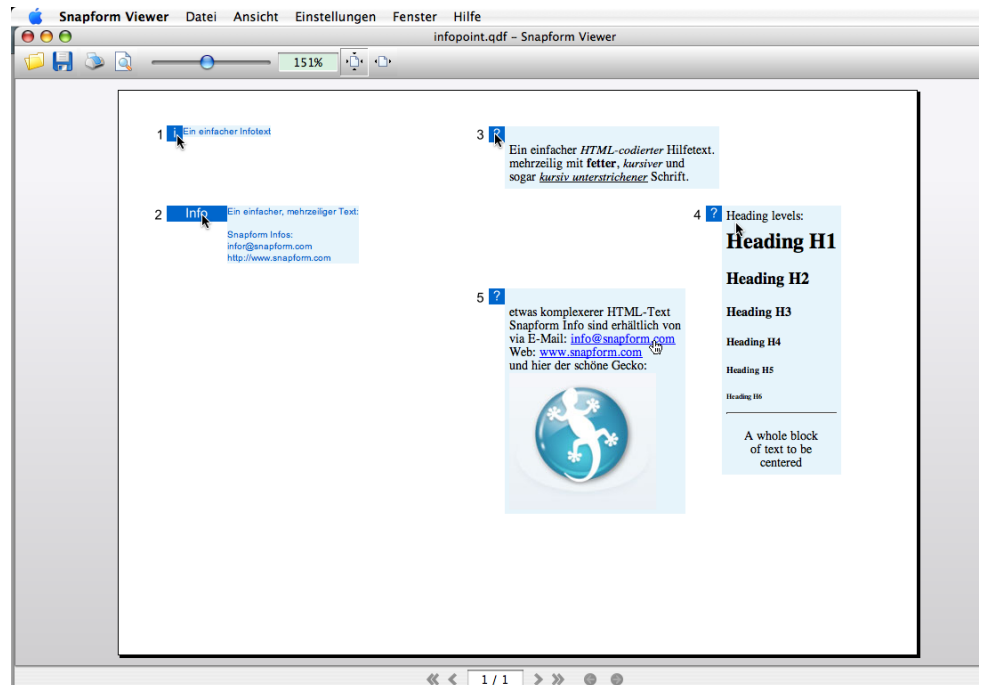 Snapform Viewer Datei Ansicht Einstellungen Fenster Hilfe
infopoint.qdf – Snapform Viewer
151%
1 i Ein einfacher Infotext
3 ?
Ein einfacher HTML-codierter Hilfetext.
mehrzeilig mit fetter, kursiver und
sogar kursiv unterstrichener Schrift.
2 Info Ein einfacher, mehrzeiliger Text:
Snapform Infos:
infor@snapform.com
http://www.snapform.com
4 ? Heading levels:
Heading H1
Heading H2
Heading H3
Heading H4
Heading H5
Heading H6
A whole block
of text to be
centered
5 ?
etwas komplexerer HTML-Text
Snapform Info sind erhältlich von
via E-Mail: info@snapform.com
Web: www.snapform.com
und hier der schöne Gecko:
1 / 1